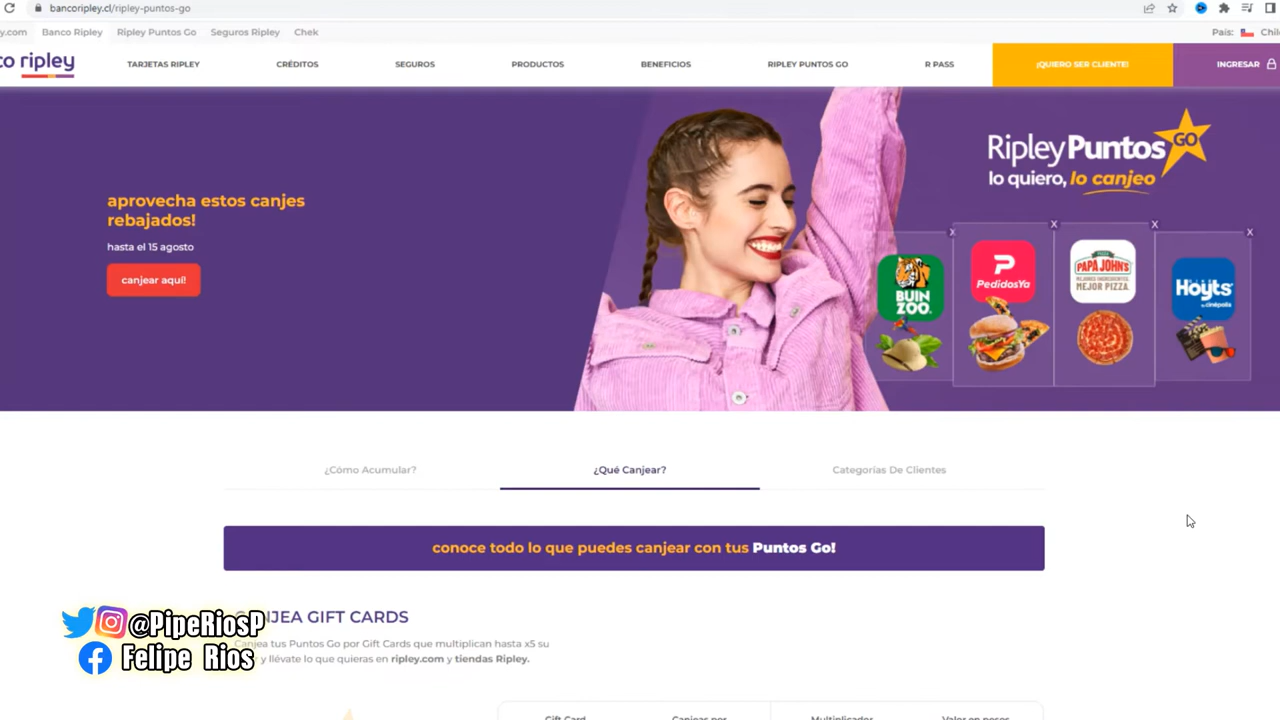 bancoripley.cl/ripley-puntos-go
y.com Banco Ripley Ripley Puntos Go Seguros Ripley Chek País: Chile
co ripley TARJETAS RIPLEY CRÉDITOS SEGUROS PRODUCTOS BENEFICIOS RIPLEY PUNTOS GO R PASS ¡QUIERO SER CLIENTE! INGRESAR
Ripley Puntos GO
lo quiero, lo canjeo
aprovecha estos canjes
rebajados!
hasta el 15 agosto
canjear aquí!
x x x x
BUIN
ZOO
P
PedidosYa
PAPA JOHN'S
MEJORES INGREDIENTES.
MEJOR PIZZA.
Hoyts
by cinépolis
¿Cómo Acumular? ¿Qué Canjear? Categorías De Clientes
conoce todo lo que puedes canjear con tus Puntos Go!
NJEA GIFT CARDS
Canjea tus Puntos Go por Gift Cards que multiplican hasta x5 su
r y llévate lo que quieras en ripley.com y tiendas Ripley.
@PipeRiosP
Felipe Rios
Gift Card Canjeas por Multiplicador Valor en pesos